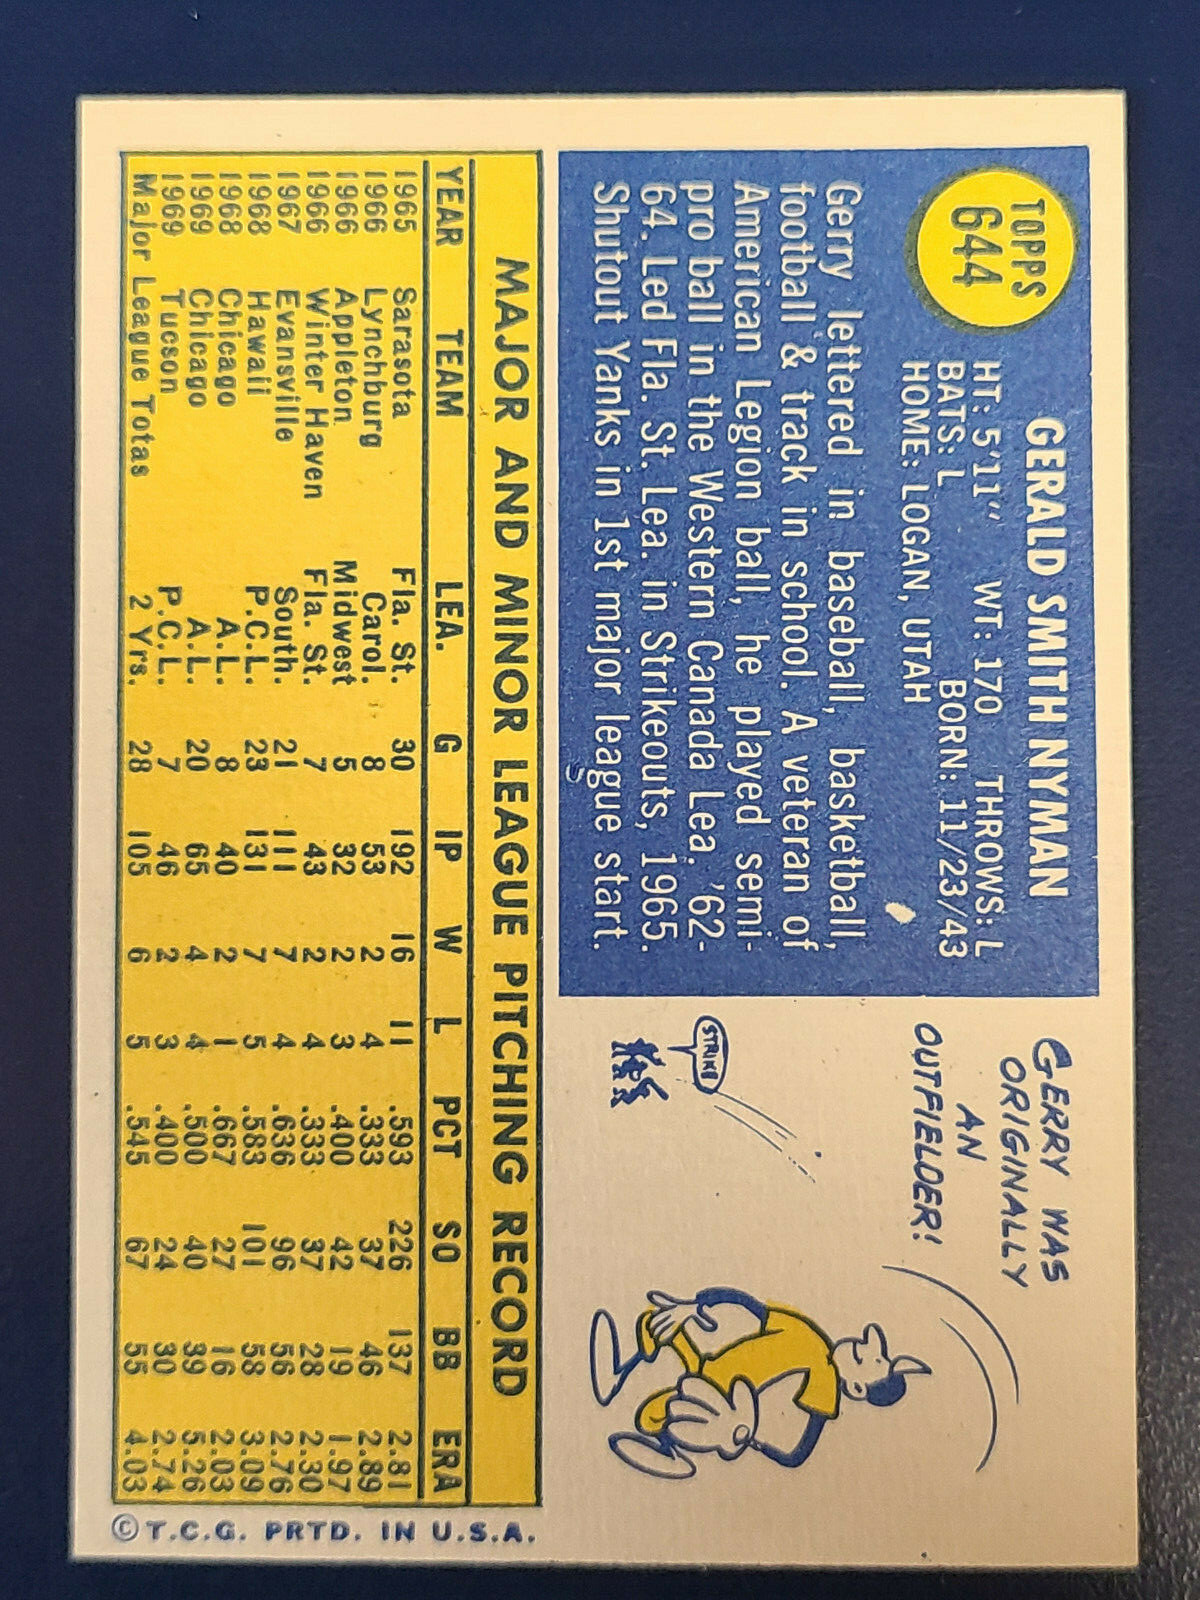 TOPPS
644
GERALD SMITH NYMAN
HT: 5'11" WT: 170 THROWS: L
BATS: L BORN: 11/23/43
HOME: LOGAN, UTAH
Gerry lettered in baseball, basketball,
football & track in school. A veteran of
American Legion ball, he played semi-
pro ball in the Western Canada Lea. '62-
64. Led Fla. St. Lea. in Strikeouts, 1965.
Shutout Yanks in 1st major league start.
GERRY WAS
ORIGINALLY
AN
OUTFIELDER!
STRIKE
MAJOR AND MINOR LEAGUE PITCHING RECORD
YEAR TEAM LEA. G IP W L PCT SO BB ERA
1965 Sarasota Fla. St. 30 192 16 11 .593 226 137 2.81
1966 Lynchburg Carol. 8 53 2 4 .333 37 46 2.89
1966 Appleton Midwest 5 32 2 3 .400 42 19 1.97
1966 Winter Haven Fla. St. 7 43 2 4 .333 37 28 2.30
1967 Evansville South. 21 111 7 4 .636 96 56 2.76
1968 Hawaii P.C.L. 23 131 7 5 .583 101 58 3.09
1968 Chicago A.L. 8 40 2 1 .667 27 16 2.03
1969 Chicago A.L. 20 65 4 4 .500 40 39 5.26
1969 Tucson P.C.L. 7 46 2 3 .400 24 30 2.74
Major League Totals 2 Yrs. 28 105 6 5 .545 67 55 4.03
©T.C.G. PRTD. IN U.S.A.